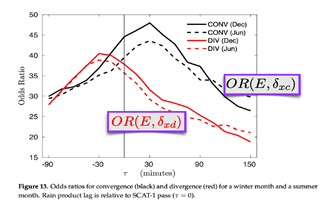 50
45
40
35
30
25
20
15
Odds Ratio
CONV (Dec)
CONV (Jun)
DIV (Dec)
DIV (Jun)
OR(E, δxc)
OR(E, δxd)
-90 -30 30 90 150
τ (minutes)
Figure 13. Odds ratios for convergence (black) and divergence (red) for a winter month and a summer
month. Rain product lag is relative to SCAT-1 pass (τ = 0).